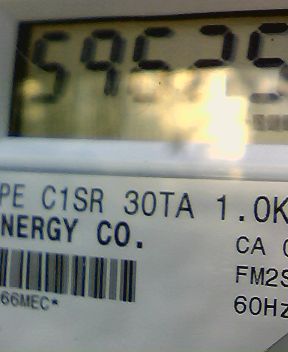 59525
PE C1SR 30TA 1.0K
NERGY CO.
CA
FM2S
66MEC*
60Hz